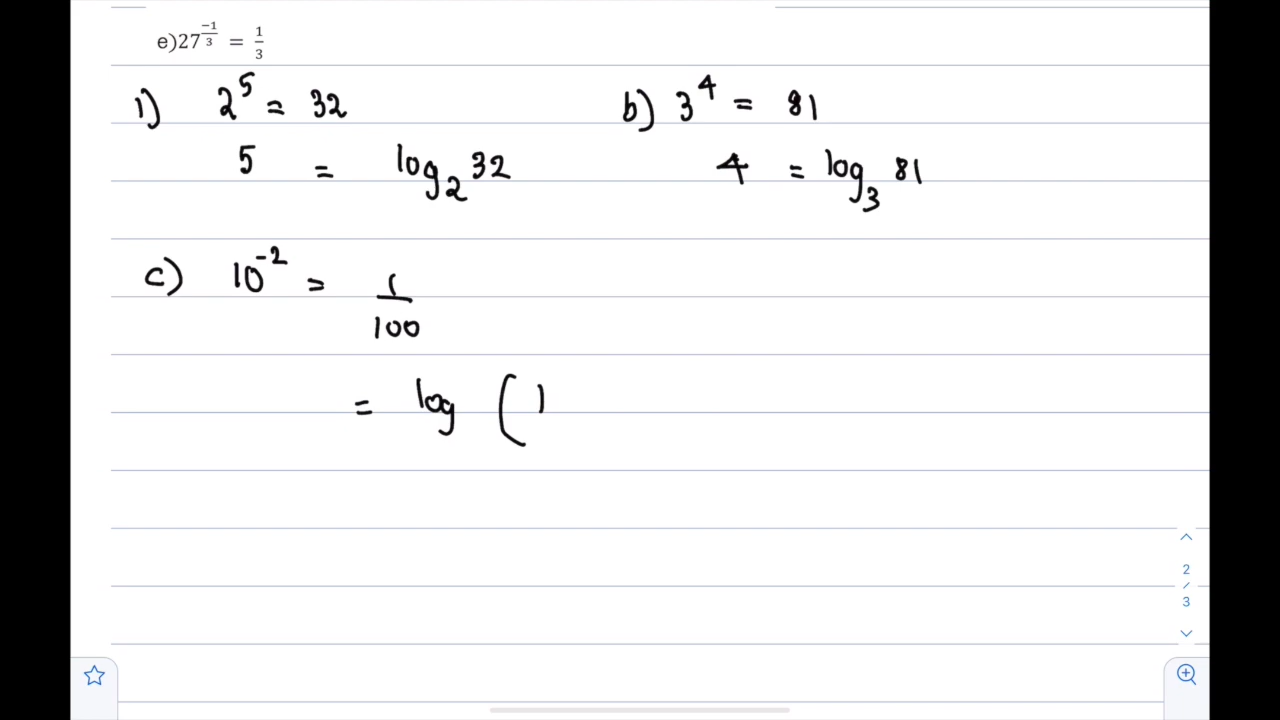 e)27^(-1/3) = 1/3
1) 2^5 = 32
5 = log_2 32
b) 3^4 = 81
4 = log_3 81
c) 10^-2 = 1/100
= log ( 1
2
/
3